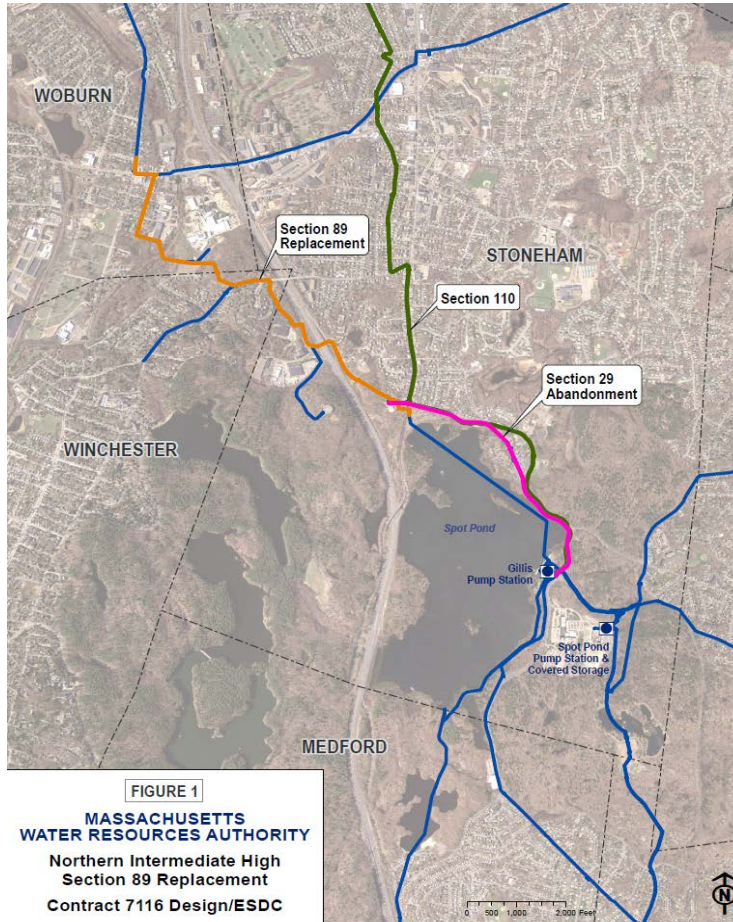 WOBURN
Section 89
Replacement
STONEHAM
Section 110
Section 29
Abandonment
WINCHESTER
Spot Pond
Gillis
Pump Station
Spot Pond
Pump Station &
Covered Storage
MEDFORD
FIGURE 1
MASSACHUSETTS
WATER RESOURCES AUTHORITY
Northern Intermediate High
Section 89 Replacement
Contract 7116 Design/ESDC
0 500 1,000 2,000 Feet
N